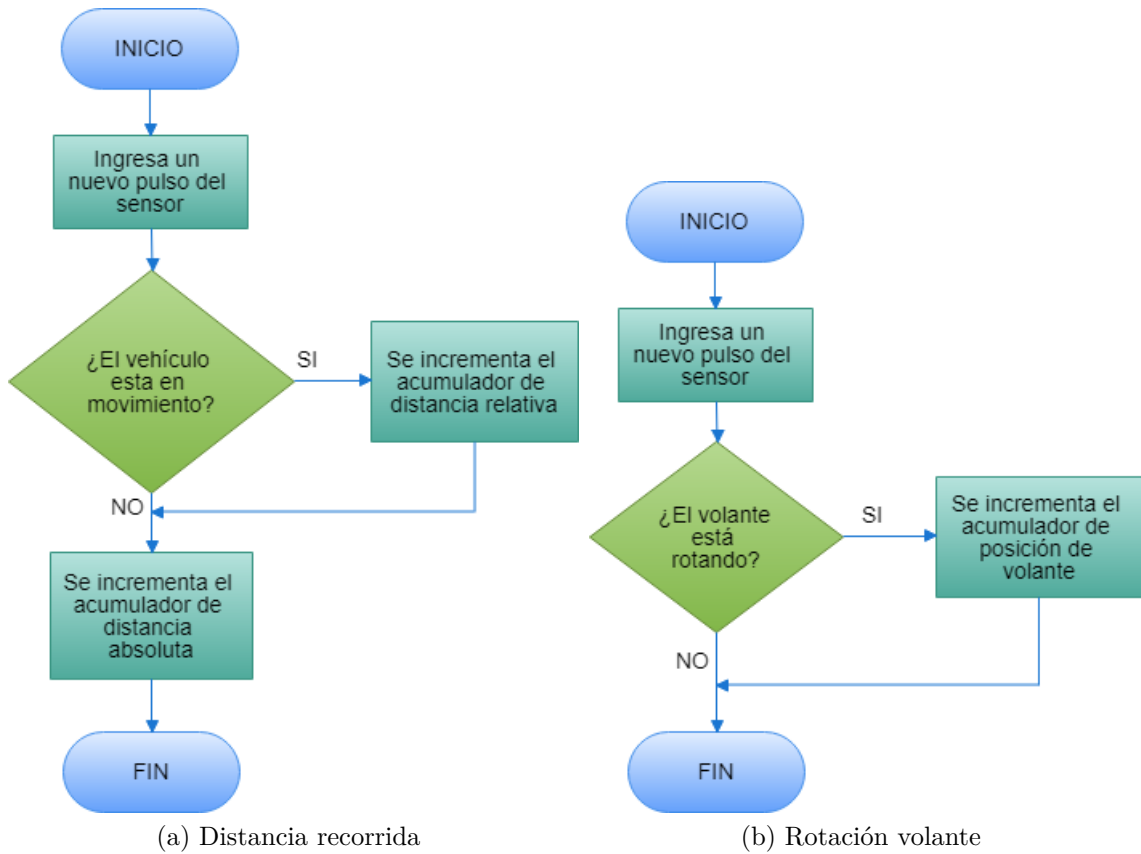 INICIO
Ingresa un
nuevo pulso del
sensor
¿El vehículo
esta en
movimiento?
SI
Se incrementa el
acumulador de
distancia relativa
NO
Se incrementa el
acumulador de
distancia
absoluta
FIN
(a) Distancia recorrida
INICIO
Ingresa un
nuevo pulso del
sensor
¿El volante
está
rotando?
SI
Se incrementa el
acumulador de
posición de
volante
NO
FIN
(b) Rotación volante